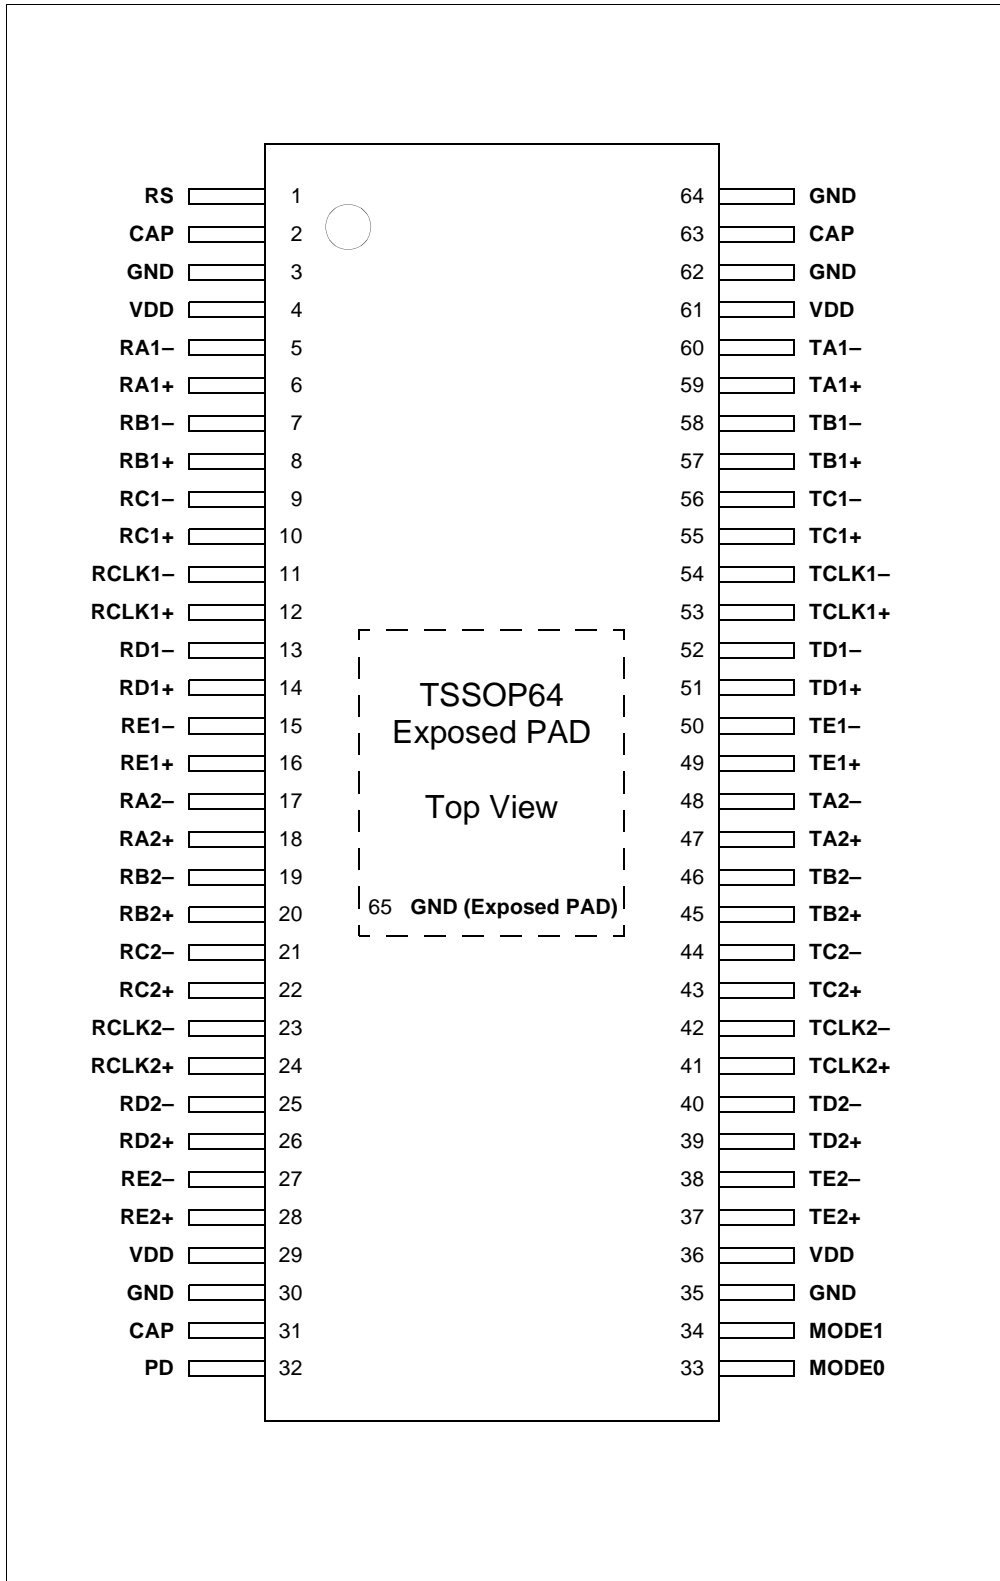 RS 1 64 GND
CAP 2 63 CAP
GND 3 62 GND
VDD 4 61 VDD
RA1– 5 60 TA1–
RA1+ 6 59 TA1+
RB1– 7 58 TB1–
RB1+ 8 57 TB1+
RC1– 9 56 TC1–
RC1+ 10 55 TC1+
RCLK1– 11 54 TCLK1–
RCLK1+ 12 53 TCLK1+
RD1– 13 52 TD1–
RD1+ 14 51 TD1+
RE1– 15 50 TE1–
RE1+ 16 49 TE1+
RA2– 17 48 TA2–
RA2+ 18 47 TA2+
RB2– 19 46 TB2–
RB2+ 20 45 TB2+
RC2– 21 44 TC2–
RC2+ 22 43 TC2+
RCLK2– 23 42 TCLK2–
RCLK2+ 24 41 TCLK2+
RD2– 25 40 TD2–
RD2+ 26 39 TD2+
RE2– 27 38 TE2–
RE2+ 28 37 TE2+
VDD 29 36 VDD
GND 30 35 GND
CAP 31 34 MODE1
PD 32 33 MODE0
TSSOP64
Exposed PAD
Top View
65 GND (Exposed PAD)